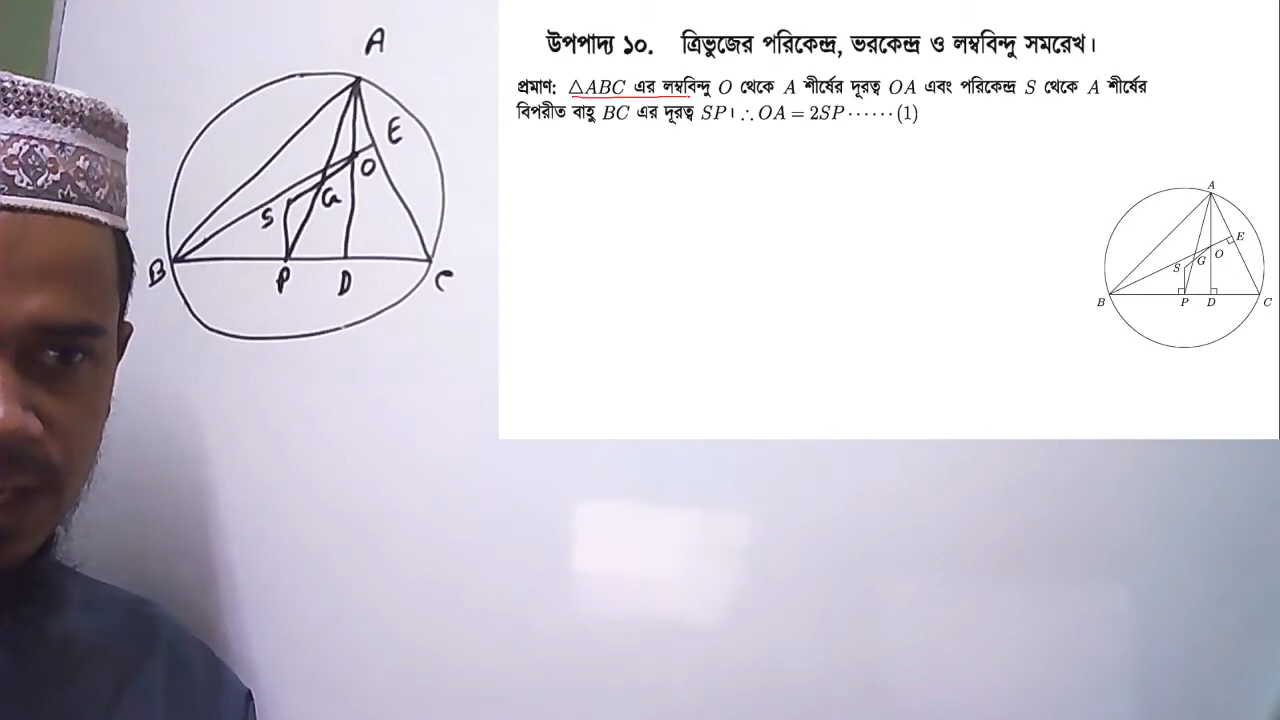 উপপাদ্য ১০. ত্রিভুজের পরিকেন্দ্র, ভরকেন্দ্র ও লম্ববিন্দু সমরেখ।
প্রমাণ: △ABC এর লম্ববিন্দু O থেকে A শীর্ষের দূরত্ব OA এবং পরিকেন্দ্র S থেকে A শীর্ষের
বিপরীত বাহু BC এর দূরত্ব SP। ∴ OA = 2SP ⋯⋯ (1)
A
E
O
G
S
B
P
D
C
A
E
O
G
S
B
P
D
C